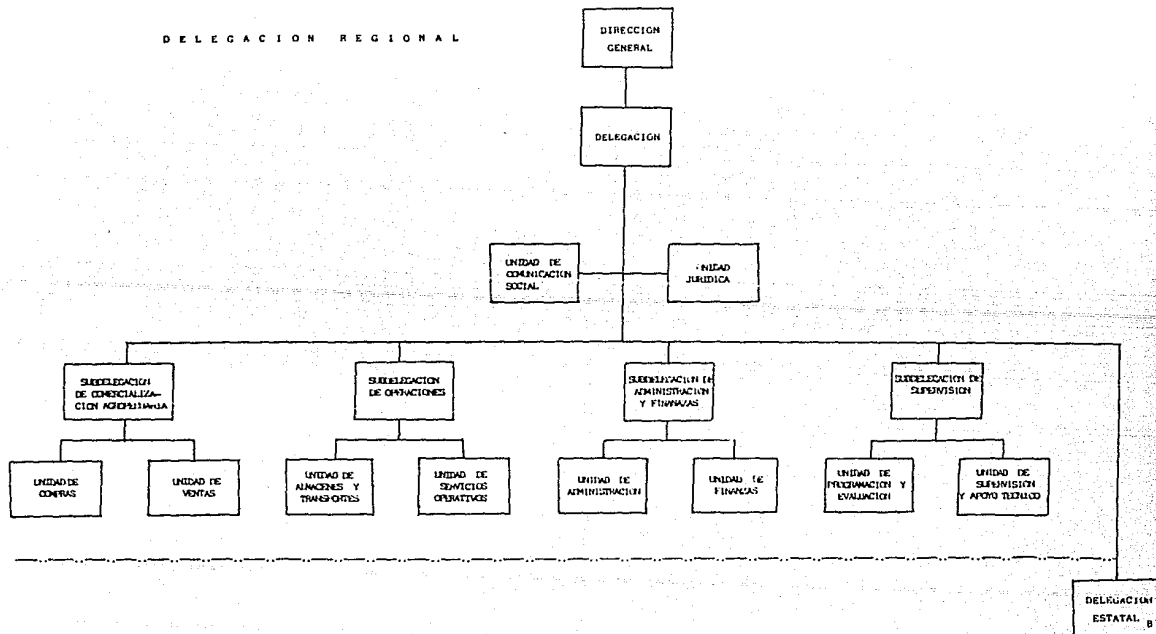 DELEGACION REGIONAL
DIRECCION
GENERAL
DELEGACION
UNIDAD DE
COMUNICACION
SOCIAL
UNIDAD
JURIDICA
SUBDELEGACION
DE COMERCIALIZA-
CION AGROPECUARIA
SUBDELEGACION
DE OPERACIONES
SUBDELEGACION DE
ADMINISTRACION
Y FINANZAS
SUBDELEGACION DE
SUPERVISION
UNIDAD DE
COMPRAS
UNIDAD DE
VENTAS
UNIDAD DE
ALMACENES Y
TRANSPORTES
UNIDAD DE
SERVICIOS
OPERATIVOS
UNIDAD DE
ADMINISTRACION
UNIDAD DE
FINANZAS
UNIDAD DE
PROGRAMACION Y
EVALUACION
UNIDAD DE
SUPERVISION
Y APOYO TECNICO
DELEGACION
ESTATAL B